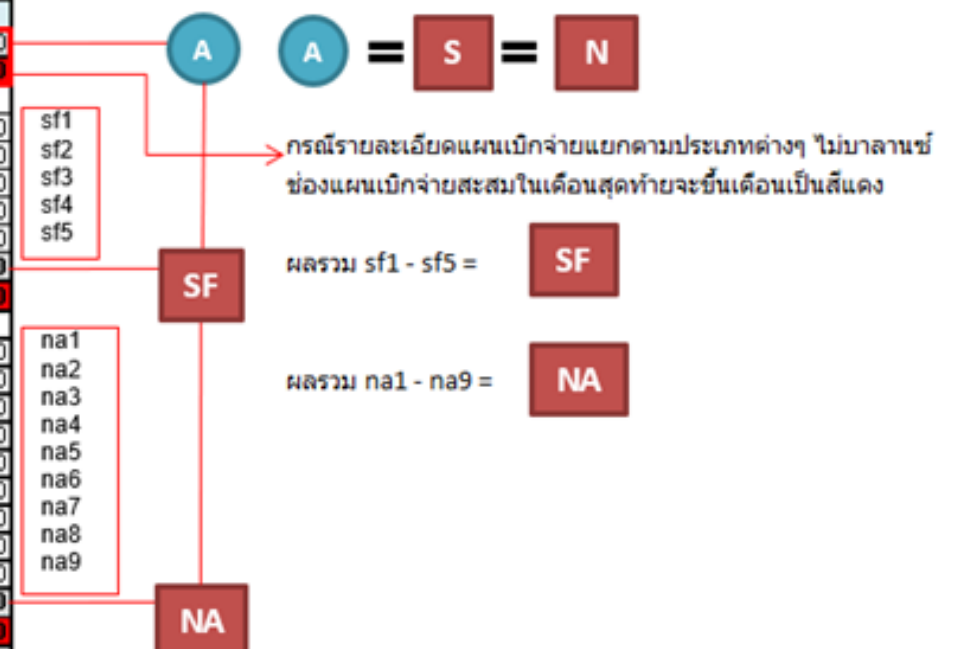 A A = S = N
กรณีรายละเอียดแผนเบิกจ่ายแยกตามประเภทต่างๆ ไม่บาลานซ์
ช่องแผนเบิกจ่ายสะสมในเดือนสุดท้ายจะขึ้นเตือนเป็นสีแดง
sf1
sf2
sf3
sf4
sf5
SF
ผลรวม sf1 - sf5 = SF
ผลรวม na1 - na9 = NA
na1
na2
na3
na4
na5
na6
na7
na8
na9
NA